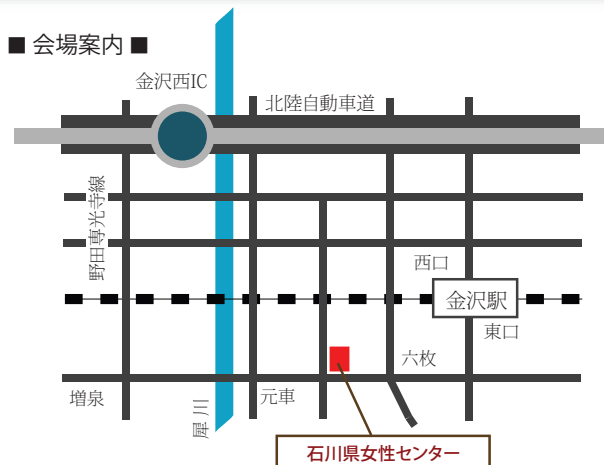 ■ 会場案内 ■
金沢西IC
北陸自動車道
野田専光寺線
西口
金沢駅
東口
六枚
増泉
元車
犀川
石川県女性センター